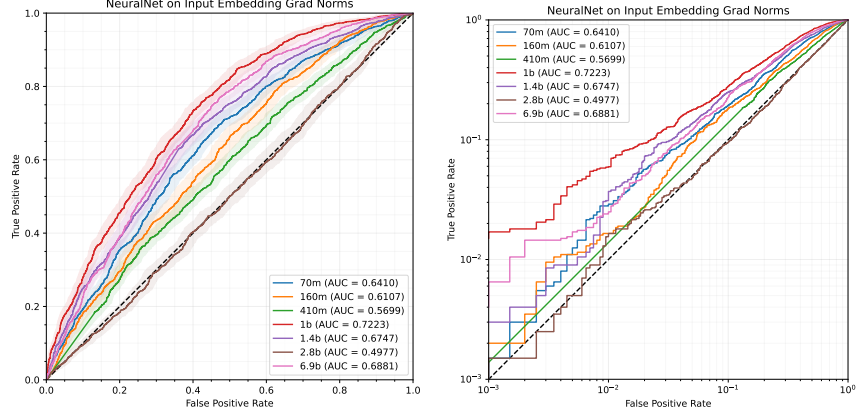 NeuralNet on Input Embedding Grad Norms
1.0
0.8
0.6
0.4
0.2
0.0
True Positive Rate
0.0
0.2
0.4
0.6
0.8
1.0
False Positive Rate
70m (AUC = 0.6410)
160m (AUC = 0.6107)
410m (AUC = 0.5699)
1b (AUC = 0.7223)
1.4b (AUC = 0.6747)
2.8b (AUC = 0.4977)
6.9b (AUC = 0.6881)
NeuralNet on Input Embedding Grad Norms
70m (AUC = 0.6410)
160m (AUC = 0.6107)
410m (AUC = 0.5699)
1b (AUC = 0.7223)
1.4b (AUC = 0.6747)
2.8b (AUC = 0.4977)
6.9b (AUC = 0.6881)
10⁰
10⁻¹
10⁻²
10⁻³
True Positive Rate
10⁻³
10⁻²
10⁻¹
10⁰
False Positive Rate